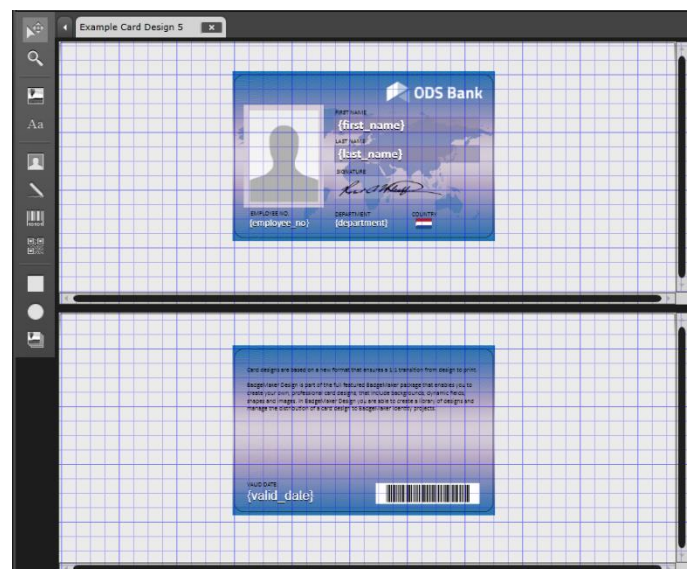 Example Card Design 5
Aa
ODS Bank
FIRST NAME
{first_name}
LAST NAME
{last_name}
SIGNATURE
EMPLOYEE NO.
{employee_no}
DEPARTMENT
{department}
COUNTRY
Card designs are based on a new format that ensures a 1:1 transition from design to print.
BadgeMaker Design is part of the full featured BadgeMaker package that enables you to
create your own, professional card designs, that include backgrounds, dynamic fields,
shapes and images. In BadgeMaker Design you are able to create a library of designs and
manage the distribution of a card design to BadgeMaker Identity projects.
VALID DATE
{valid_date}